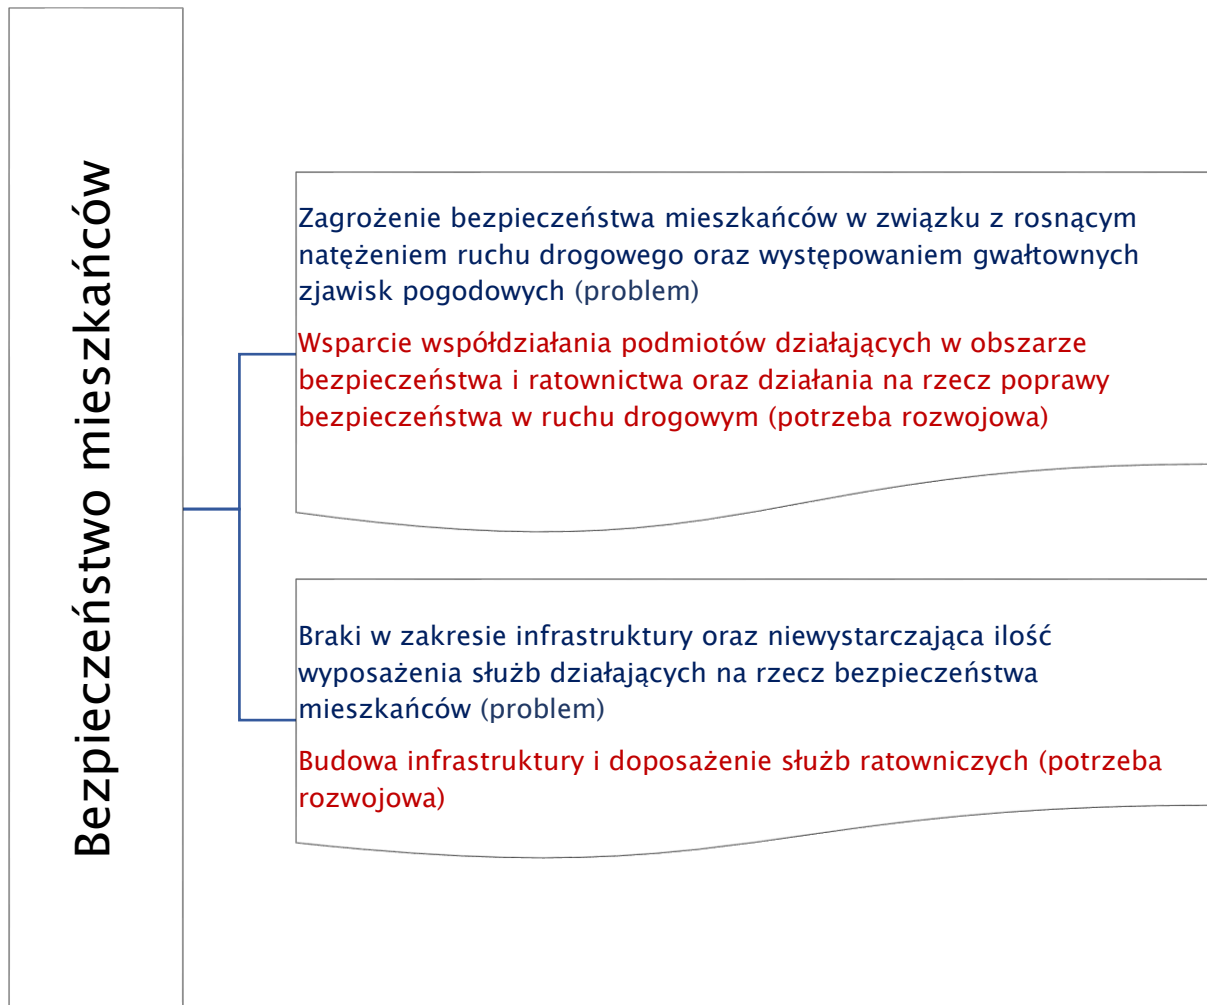 Bezpieczeństwo mieszkańców
Zagrożenie bezpieczeństwa mieszkańców w związku z rosnącym
natężeniem ruchu drogowego oraz występowaniem gwałtownych
zjawisk pogodowych (problem)
Wsparcie współdziałania podmiotów działających w obszarze
bezpieczeństwa i ratownictwa oraz działania na rzecz poprawy
bezpieczeństwa w ruchu drogowym (potrzeba rozwojowa)
Braki w zakresie infrastruktury oraz niewystarczająca ilość
wyposażenia służb działających na rzecz bezpieczeństwa
mieszkańców (problem)
Budowa infrastruktury i doposażenie służb ratowniczych (potrzeba
rozwojowa)